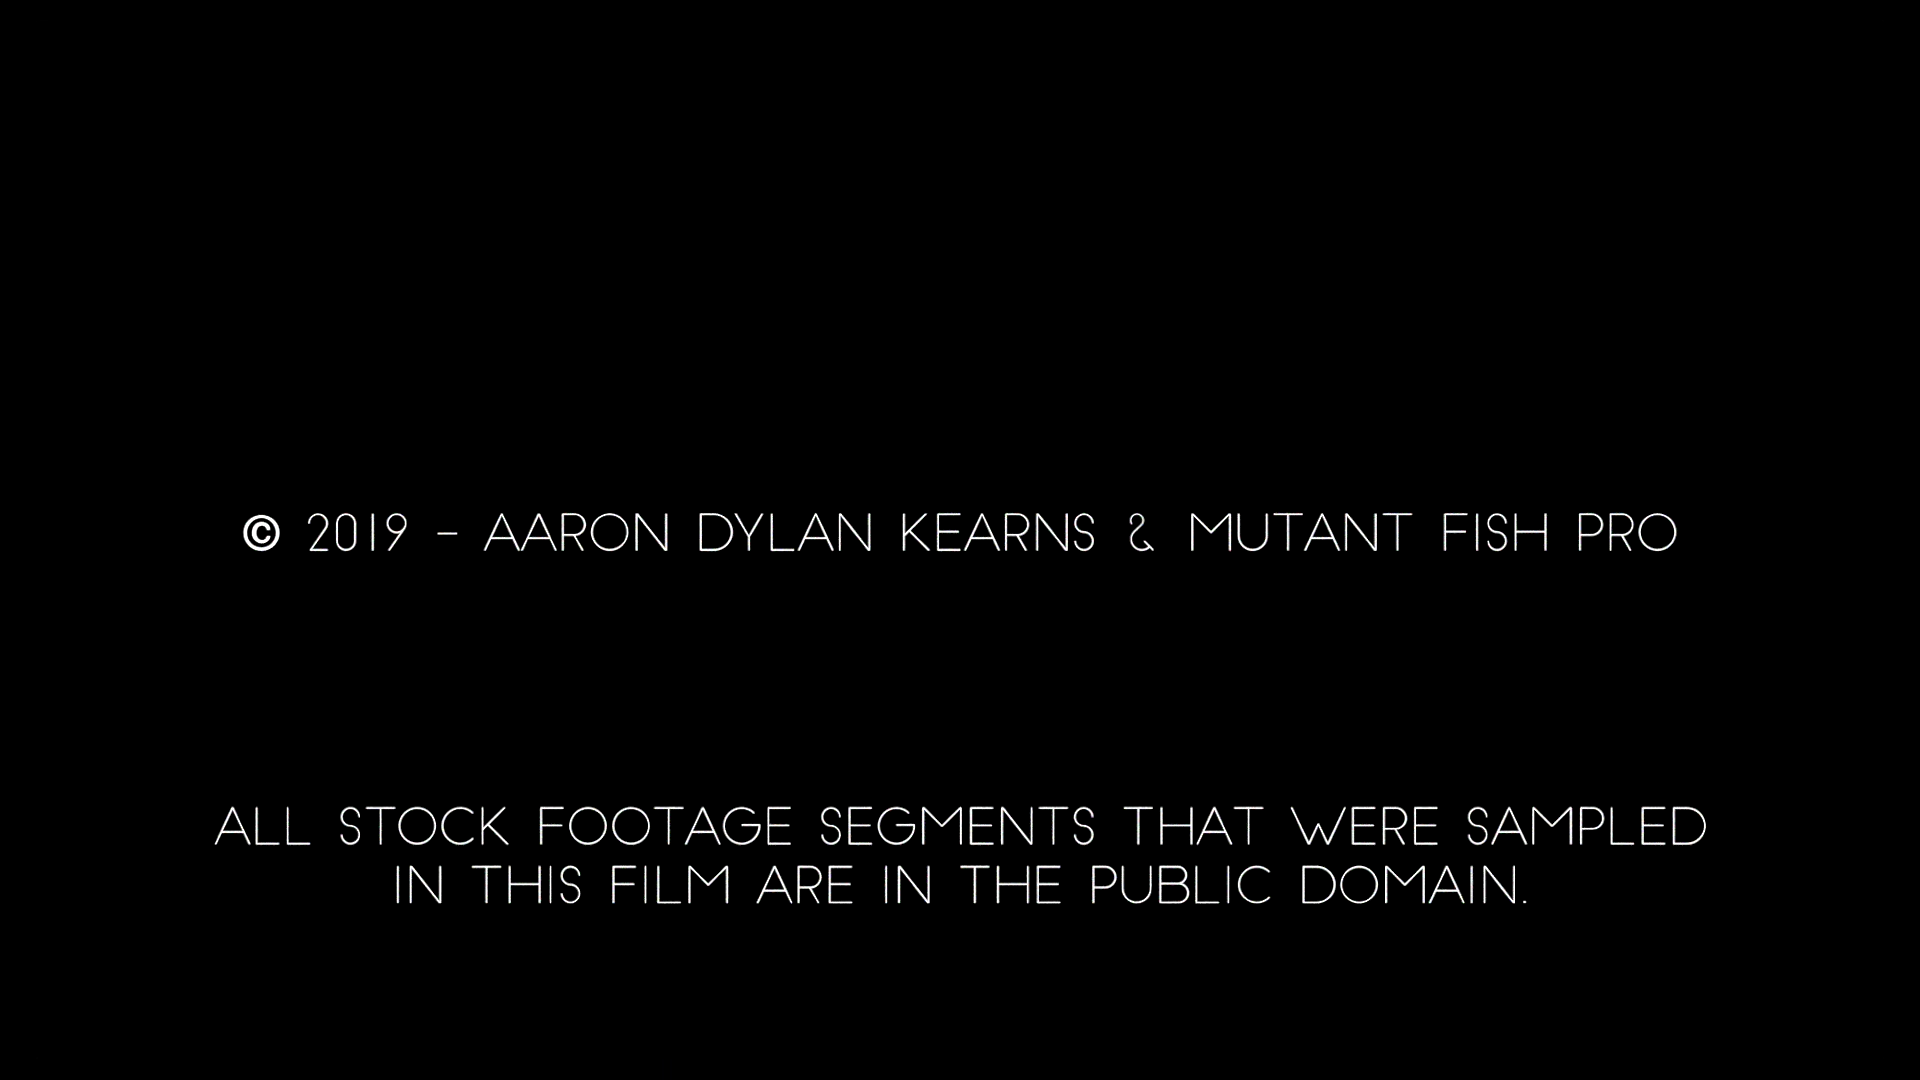 © 2019 - AARON DYLAN KEARNS & MUTANT FISH PRO
ALL STOCK FOOTAGE SEGMENTS THAT WERE SAMPLED
IN THIS FILM ARE IN THE PUBLIC DOMAIN.